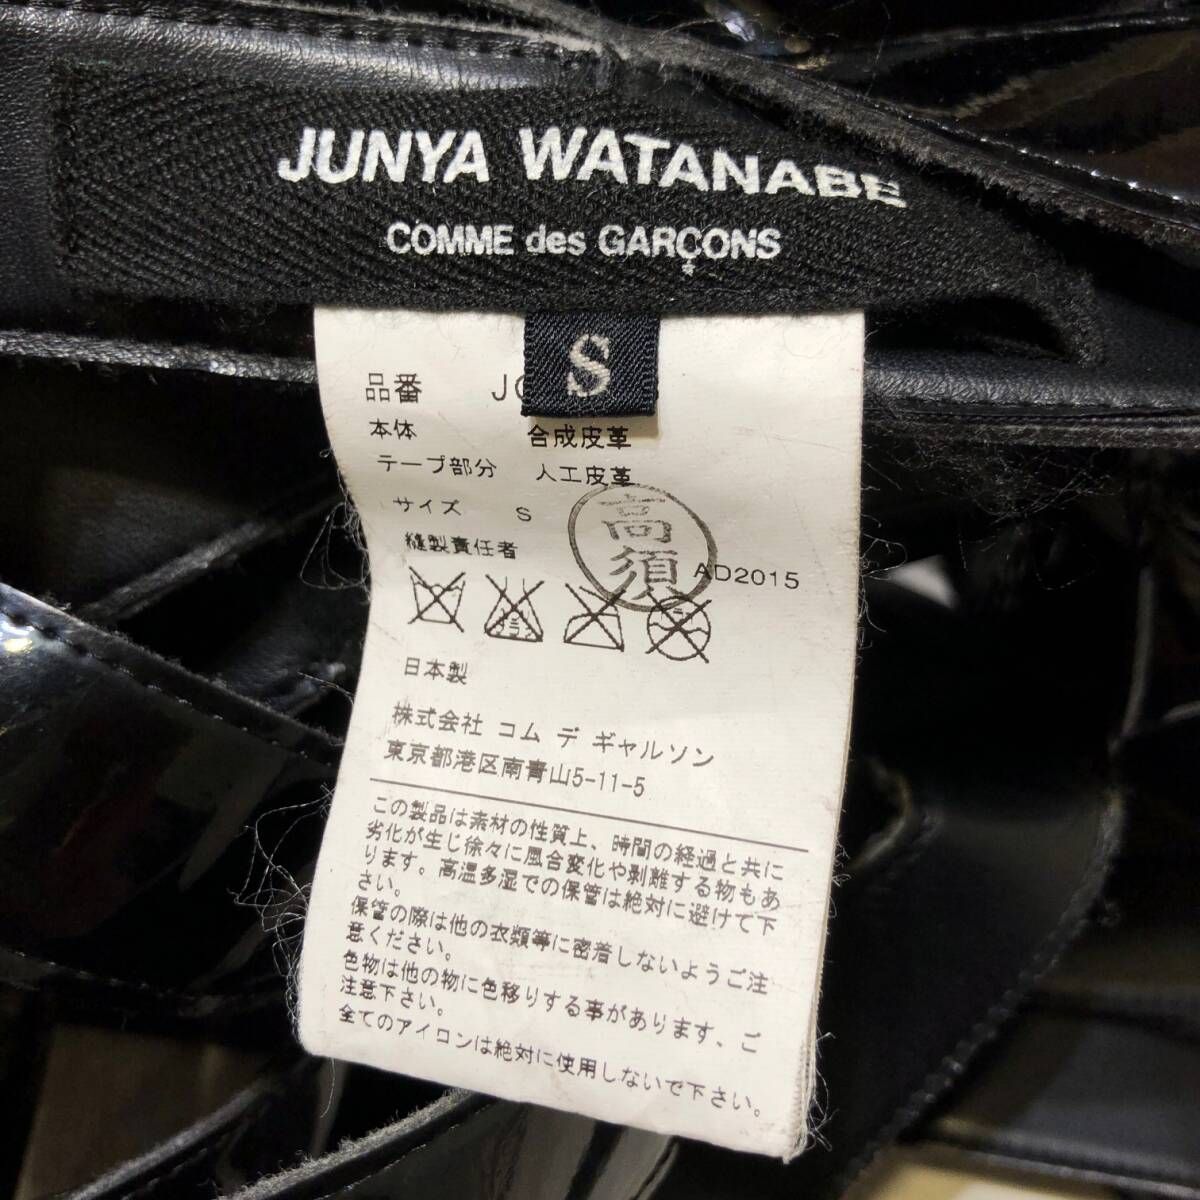 JUNYA WATANABE
COMME des GARÇONS
S
品番
本体 合成皮革
テープ部分 人工皮革
サイズ S
縫製責任者 高須 AD2015
日本製
株式会社 コム デ ギャルソン
東京都港区南青山5-11-5
この製品は素材の性質上、時間の経過と共に
劣化が生じ徐々に風合変化や剥離する物もあ
ります。高温多湿での保管は絶対に避けて下
さい。
保管の際は他の衣類等に密着しないようご注
意ください。
色物は他の物に色移りする事があります、ご
注意下さい。
全てのアイロンは絶対に使用しないで下さい。